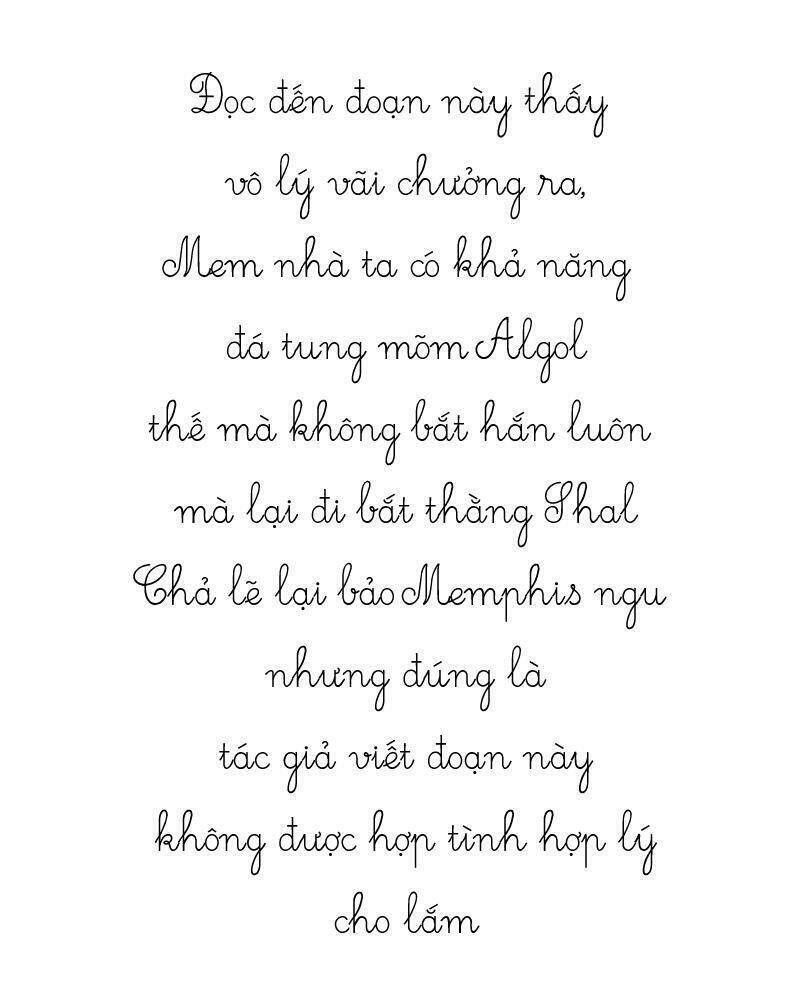 Đọc đến đoạn này thấy
vô lý vãi chưởng ra,
Mem nhà ta có khả năng
đá tung mõm Algol
thế mà không bắt hắn luôn
mà lại đi bắt thằng Shal
Chả lẽ lại bảo Memphis ngu
nhưng đúng là
tác giả viết đoạn này
không được hợp tình hợp lý
cho lắm